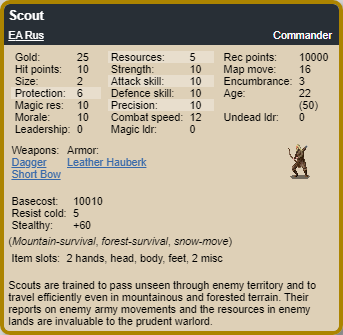 Scout
EA Rus Commander
Gold: 25 Resources: 5 Rec points: 10000
Hit points: 10 Strength: 10 Map move: 16
Size: 2 Attack skill: 10 Encumbrance: 3
Protection: 6 Defence skill: 10 Age: 22
Magic res: 10 Precision: 10 (50)
Morale: 10 Combat speed: 12 Undead ldr: 0
Leadership: 0 Magic ldr: 0
Weapons: Armor:
Dagger Leather Hauberk
Short Bow
Basecost: 10010
Resist cold: 5
Stealthy: +60
(Mountain-survival, forest-survival, snow-move)
Item slots: 2 hands, head, body, feet, 2 misc
Scouts are trained to pass unseen through enemy territory and to
travel efficiently even in mountainous and forested terrain. Their
reports on enemy army movements and the resources in enemy
lands are invaluable to the prudent warlord.